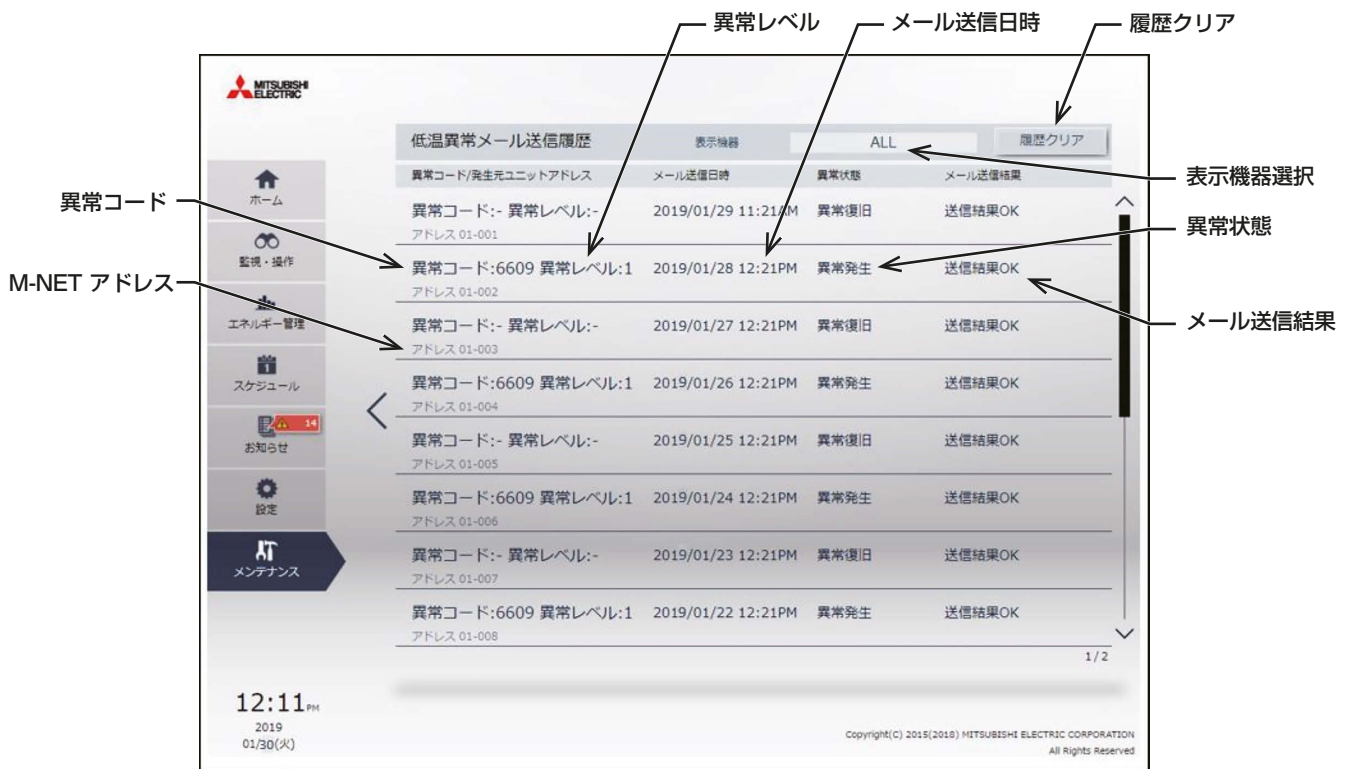 異常レベル
メール送信日時
履歴クリア
MITSUBISHI
ELECTRIC
低温異常メール送信履歴 表示機器 ALL 履歴クリア
表示機器選択
異常コード/発生元ユニットアドレス メール送信日時 異常状態 メール送信結果
ホーム
異常コード
異常コード:- 異常レベル:- 2019/01/29 11:21AM 異常復旧 送信結果OK
アドレス 01-001
異常状態
監視・操作
異常コード:6609 異常レベル:1 2019/01/28 12:21PM 異常発生 送信結果OK
アドレス 01-002
M-NET アドレス
エネルギー管理
異常コード:- 異常レベル:- 2019/01/27 12:21PM 異常復旧 送信結果OK
アドレス 01-003
メール送信結果
1
スケジュール
異常コード:6609 異常レベル:1 2019/01/26 12:21PM 異常発生 送信結果OK
アドレス 01-004
14
お知らせ
異常コード:- 異常レベル:- 2019/01/25 12:21PM 異常復旧 送信結果OK
アドレス 01-005
設定
異常コード:6609 異常レベル:1 2019/01/24 12:21PM 異常発生 送信結果OK
アドレス 01-006
メンテナンス
異常コード:- 異常レベル:- 2019/01/23 12:21PM 異常復旧 送信結果OK
アドレス 01-007
異常コード:6609 異常レベル:1 2019/01/22 12:21PM 異常発生 送信結果OK
アドレス 01-008
1/2
12:11PM
2019
01/30(火)
Copyright(C) 2015(2018) MITSUBISHI ELECTRIC CORPORATION
All Rights Reserved